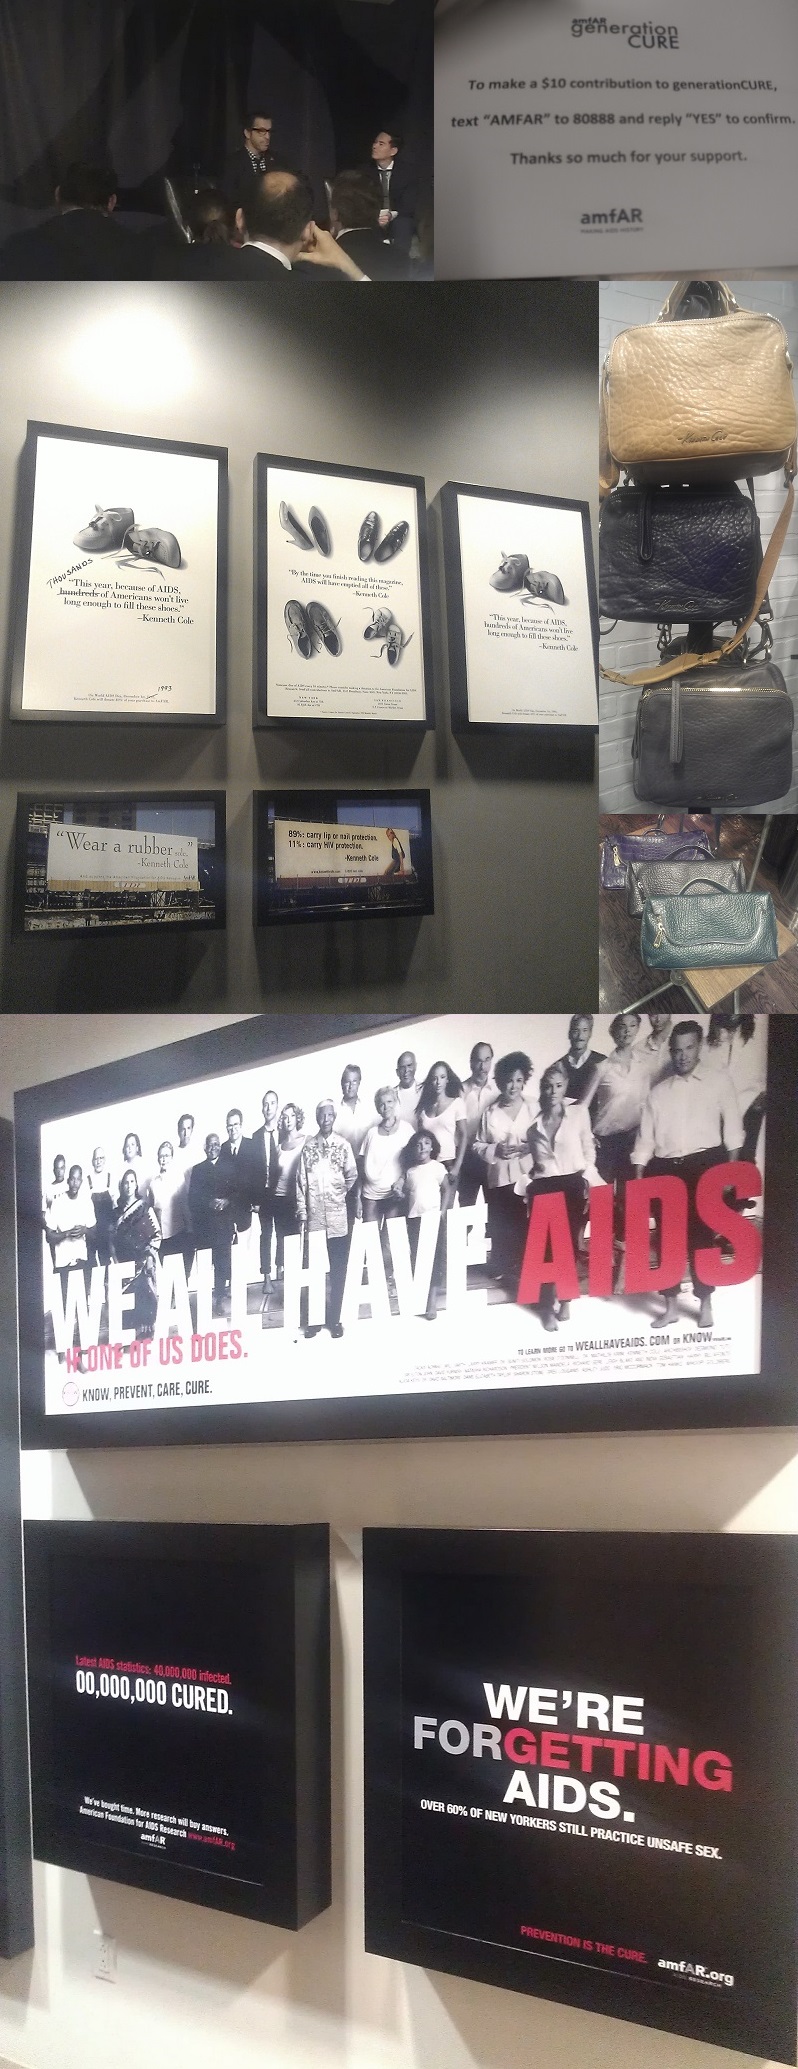 amfAR
generation
CURE
To make a $10 contribution to generationCURE,
text "AMFAR" to 80888 and reply "YES" to confirm.
Thanks so much for your support.
amfAR
MAKING AIDS HISTORY
THOUSANDS
"This year, because of AIDS,
hundreds of Americans won't live
long enough to fill these shoes."
–Kenneth Cole
1993
"By the time you finish reading this magazine,
AIDS will have emptied all of these."
–Kenneth Cole
"This year, because of AIDS,
hundreds of Americans won't live
long enough to fill these shoes."
–Kenneth Cole
"Wear a rubber sole."
–Kenneth Cole
89%: carry lip or nail protection.
11%: carry HIV protection.
-Kenneth Cole
Kenneth Cole
WE ALL HAVE AIDS
IF ONE OF US DOES.
TO LEARN MORE GO TO WEALLHAVEAIDS.COM OR KNOW
KNOW, PREVENT, CARE, CURE.
Latest AIDS statistics: 40,000,000 infected.
00,000,000 CURED.
We've bought time. More research will buy answers.
American Foundation for AIDS Research www.amfAR.org
amfAR
WE'RE
FORGETTING
AIDS.
OVER 60% OF NEW YORKERS STILL PRACTICE UNSAFE SEX.
PREVENTION IS THE CURE.
amfAR.org
AIDS RESEARCH